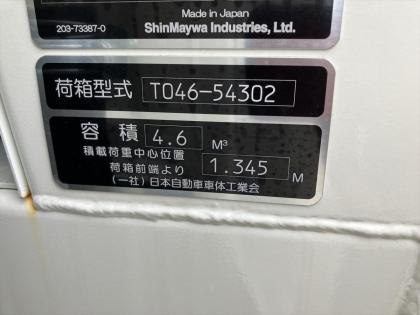 Made in Japan
203-73387-0 ShinMaywa Industries, Ltd.
荷箱型式 T046-54302
容積 4.6 M³
積載荷重中心位置
荷箱前端より 1.345 M
(一社)日本自動車車体工業会